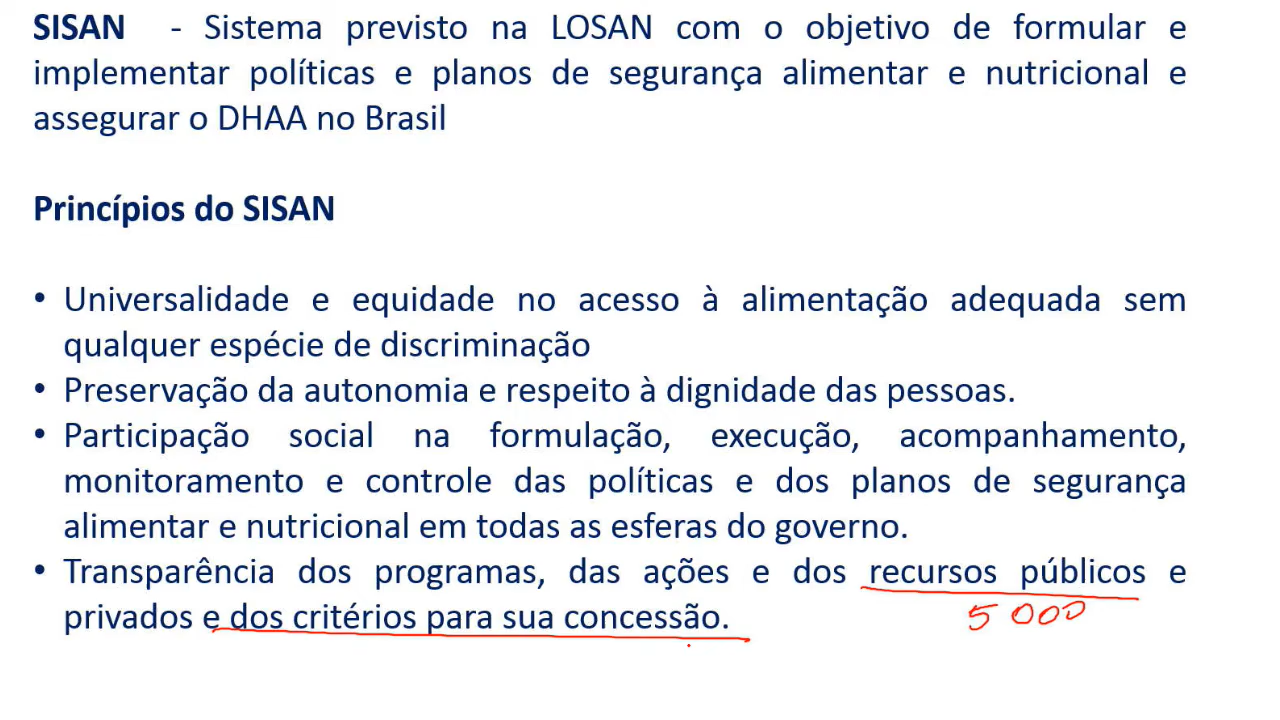 SISAN - Sistema previsto na LOSAN com o objetivo de formular e
implementar políticas e planos de segurança alimentar e nutricional e
assegurar o DHAA no Brasil
Princípios do SISAN
• Universalidade e equidade no acesso à alimentação adequada sem
qualquer espécie de discriminação
• Preservação da autonomia e respeito à dignidade das pessoas.
• Participação social na formulação, execução, acompanhamento,
monitoramento e controle das políticas e dos planos de segurança
alimentar e nutricional em todas as esferas do governo.
• Transparência dos programas, das ações e dos recursos públicos e
privados e dos critérios para sua concessão.
5 000